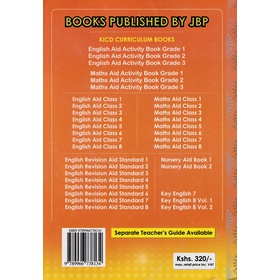 BOOKS PUBLISHED BY JBP
KICD CURRICULUM BOOKS
English Aid Activity Book Grade 1
English Aid Activity Book Grade 2
English Aid Activity Book Grade 3
Maths Aid Activity Book Grade 1
Maths Aid Activity Book Grade 2
Maths Aid Activity Book Grade 3
English Aid Class 1
English Aid Class 2
English Aid Class 3
English Aid Class 4
English Aid Class 5
English Aid Class 6
English Aid Class 7
English Aid Class 8
Maths Aid Class 1
Maths Aid Class 2
Maths Aid Class 3
Maths Aid Class 4
Maths Aid Class 5
Maths Aid Class 6
Maths Aid Class 7
Maths Aid Class 8
English Revision Aid Standard 1
English Revision Aid Standard 2
English Revision Aid Standard 3
English Revision Aid Standard 4
English Revision Aid Standard 5
English Revision Aid Standard 6
English Revision Aid Standard 7
English Revision Aid Standard 8
Nursery Aid Book 1
Nursery Aid Book 2
Key English 7
Key English 8 Vol. 1
Key English 8 Vol. 2
Separate Teacher's Guide Available
9 789966 738134
Kshs. 320/-
max. retail price inc. VAT